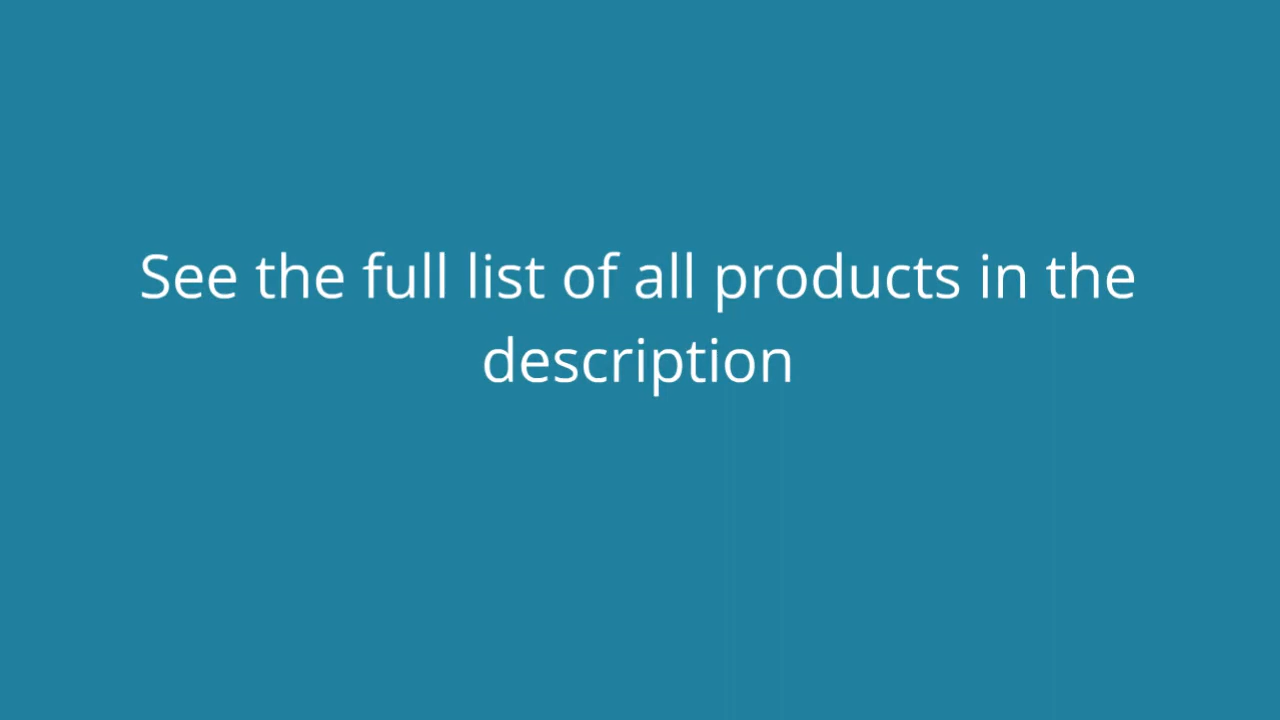 See the full list of all products in the
description